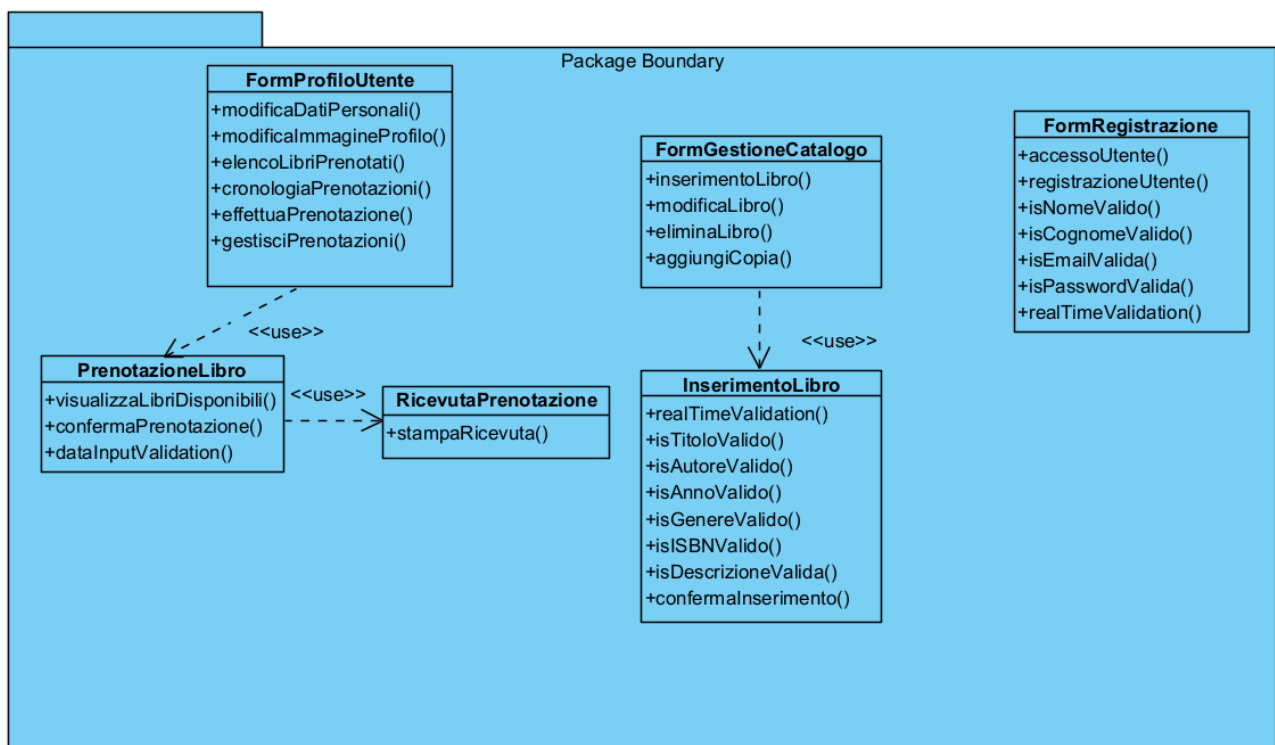 Package Boundary
FormProfiloUtente
+modificaDatiPersonali()
+modificaImmagineProfilo()
+elencoLibriPrenotati()
+cronologiaPrenotazioni()
+effettuaPrenotazione()
+gestisciPrenotazioni()
<<use>>
PrenotazioneLibro
+visualizzaLibriDisponibili()
+confermaPrenotazione()
+dataInputValidation()
<<use>>
RicevutaPrenotazione
+stampaRicevuta()
FormGestioneCatalogo
+inserimentoLibro()
+modificaLibro()
+eliminaLibro()
+aggiungiCopia()
<<use>>
InserimentoLibro
+realTimeValidation()
+isTitoloValido()
+isAutoreValido()
+isAnnoValido()
+isGenereValido()
+isISBNValido()
+isDescrizioneValida()
+confermaInserimento()
FormRegistrazione
+accessoUtente()
+registrazioneUtente()
+isNomeValido()
+isCognomeValido()
+isEmailValida()
+isPasswordValida()
+realTimeValidation()